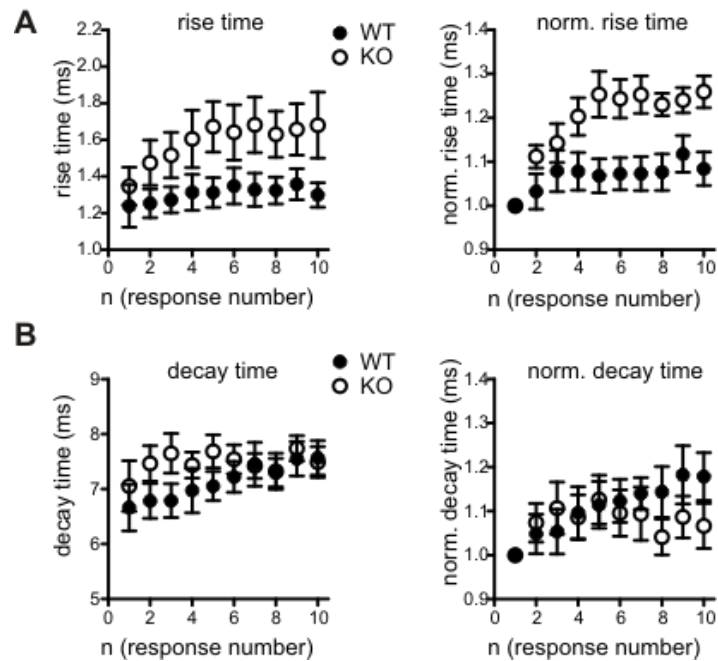 A
rise time
WT
KO
norm. rise time
rise time (ms)
2.2
2.0
1.8
1.6
1.4
1.2
1.0
0 2 4 6 8 10
n (response number)
norm. rise time (ms)
1.4
1.3
1.2
1.1
1.0
0.9
0 2 4 6 8 10
n (response number)
B
decay time
WT
KO
norm. decay time
decay time (ms)
9
8
7
6
5
0 2 4 6 8 10
n (response number)
norm. decay time (ms)
1.4
1.3
1.2
1.1
1.0
0.9
0 2 4 6 8 10
n (response number)